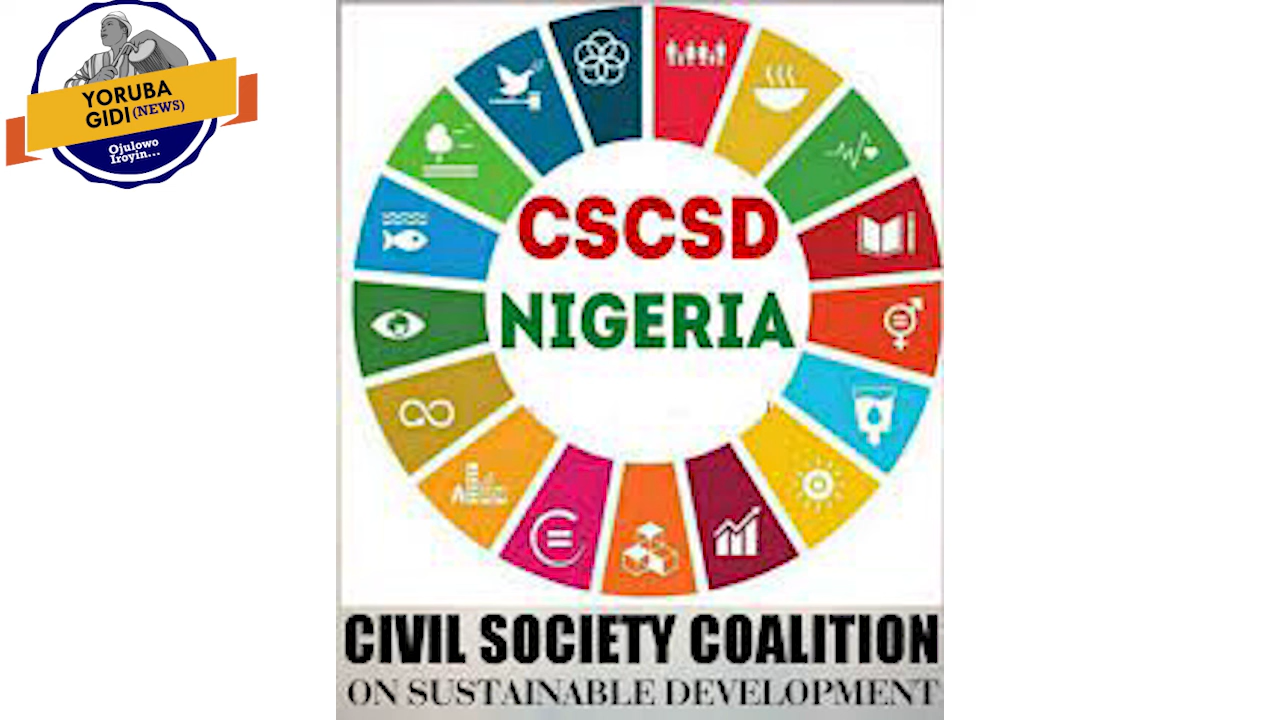 YORUBA
GIDI (NEWS)
Ojulowo
Iroyin...
CSCSD
NIGERIA
CIVIL SOCIETY COALITION
ON SUSTAINABLE DEVELOPMENT